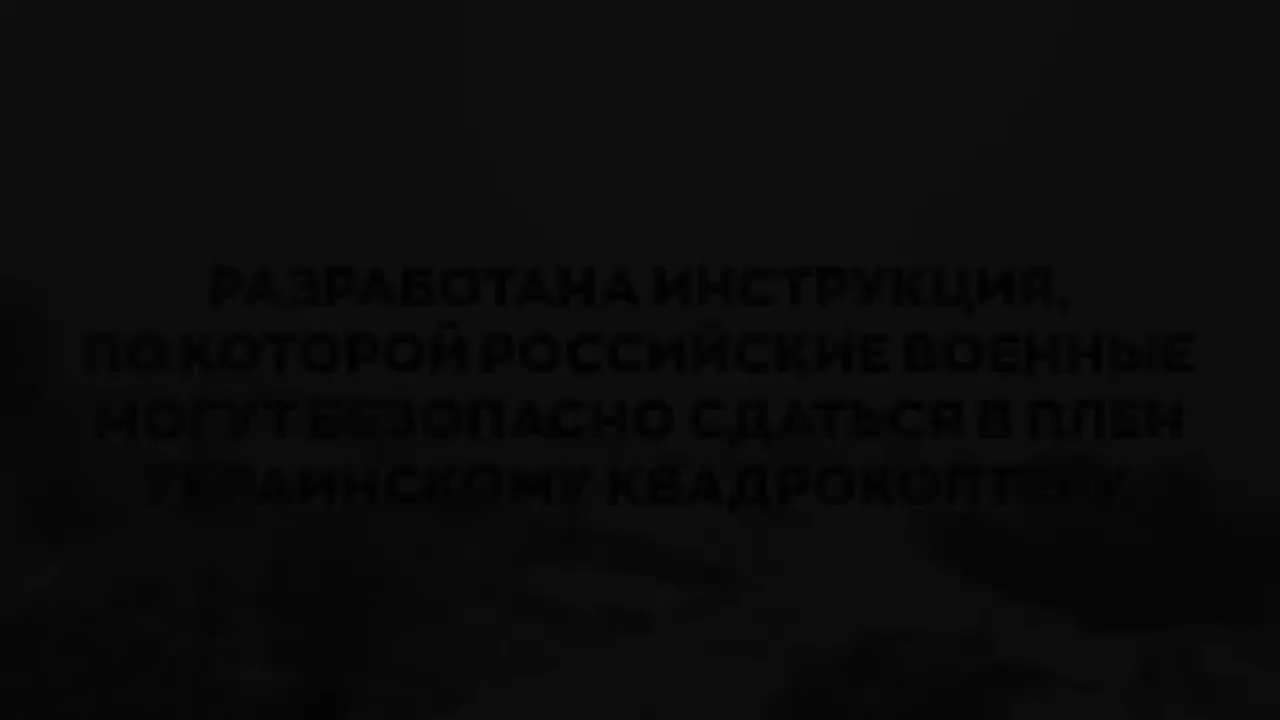 РАЗРАБОТАНА ИНСТРУКЦИЯ,
ПО КОТОРОЙ РОССИЙСКИЕ ВОЕННЫЕ
МОГУТ БЕЗОПАСНО СДАТЬСЯ В ПЛЕН
УКРАИНСКОМУ КВАДРОКОПТЕРУ